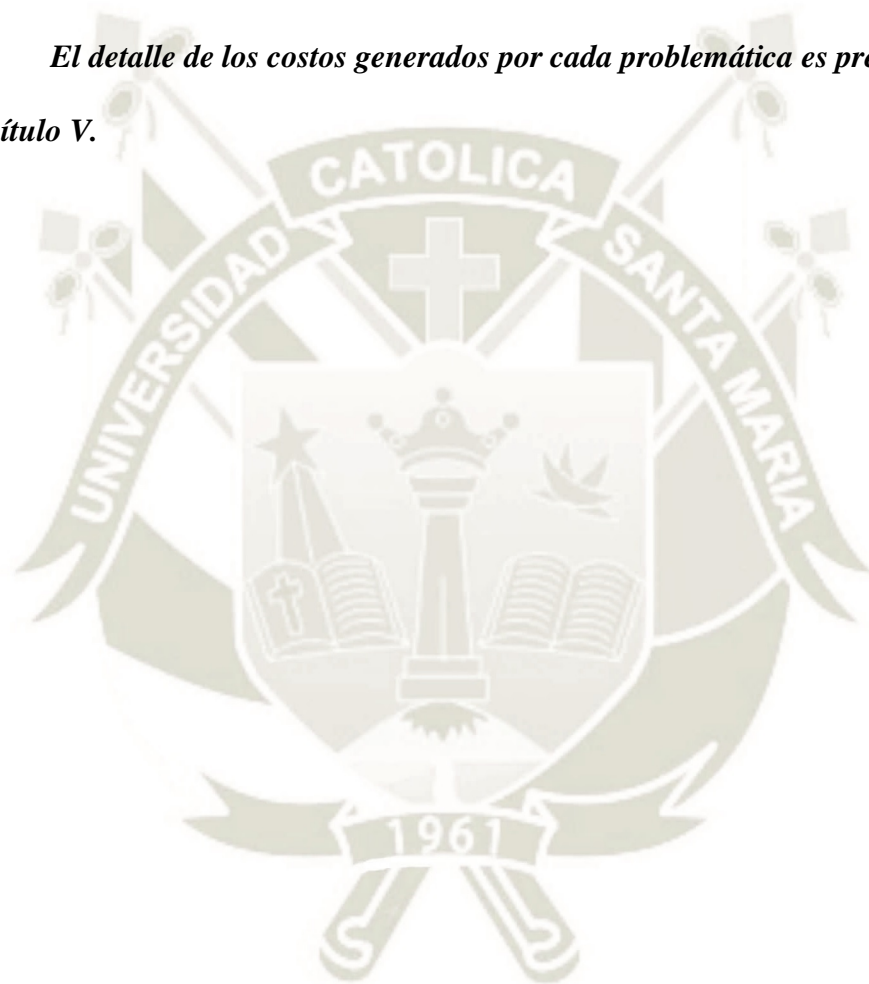 El detalle de los costos generados por cada problemática es pre
ítulo V.
CATOLICA
UNIVERSIDAD
SANTA MARIA
1961